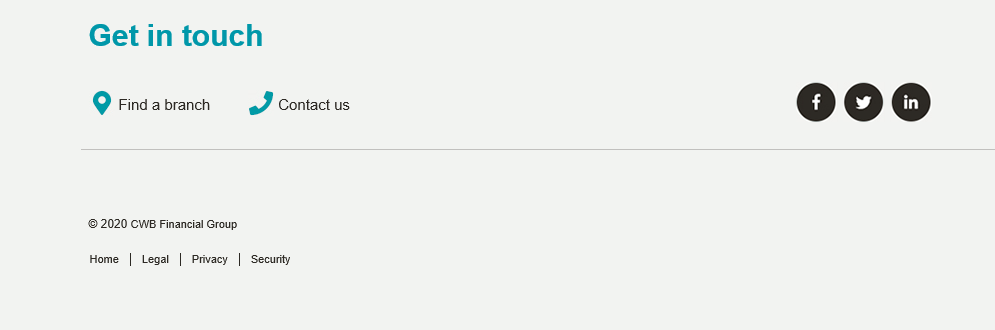 Get in touch
Find a branch Contact us
© 2020 CWB Financial Group
Home | Legal | Privacy | Security